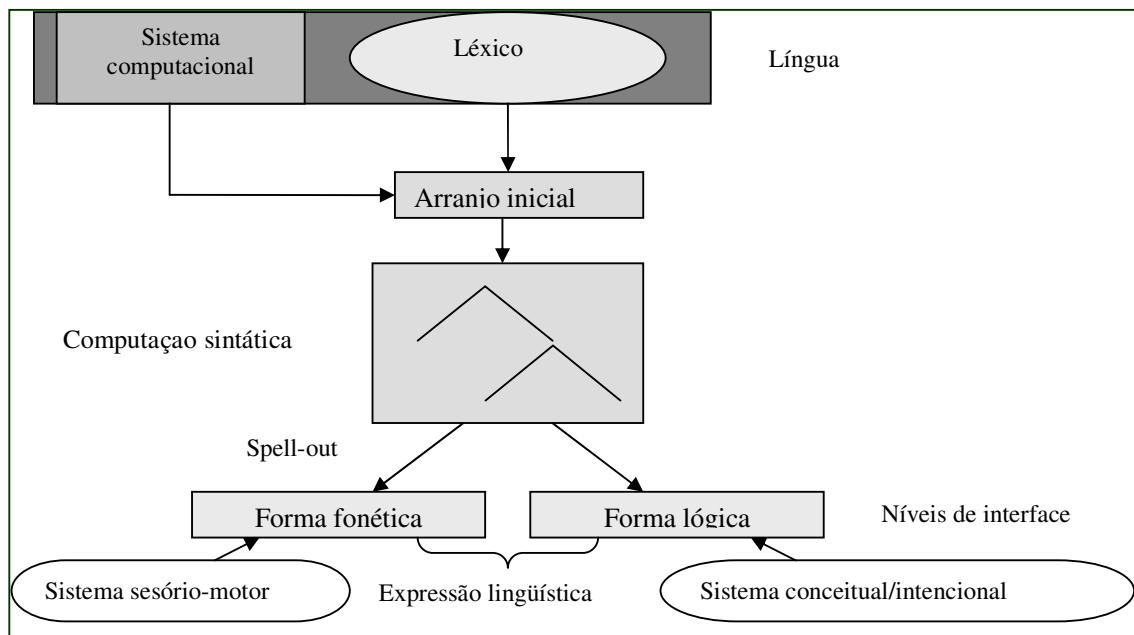 Sistema
computacional
Léxico
Língua
Arranjo inicial
Computaçao sintática
Spell-out
Forma fonética
Forma lógica
Níveis de interface
Sistema sesório-motor
Expressão lingüística
Sistema conceitual/intencional